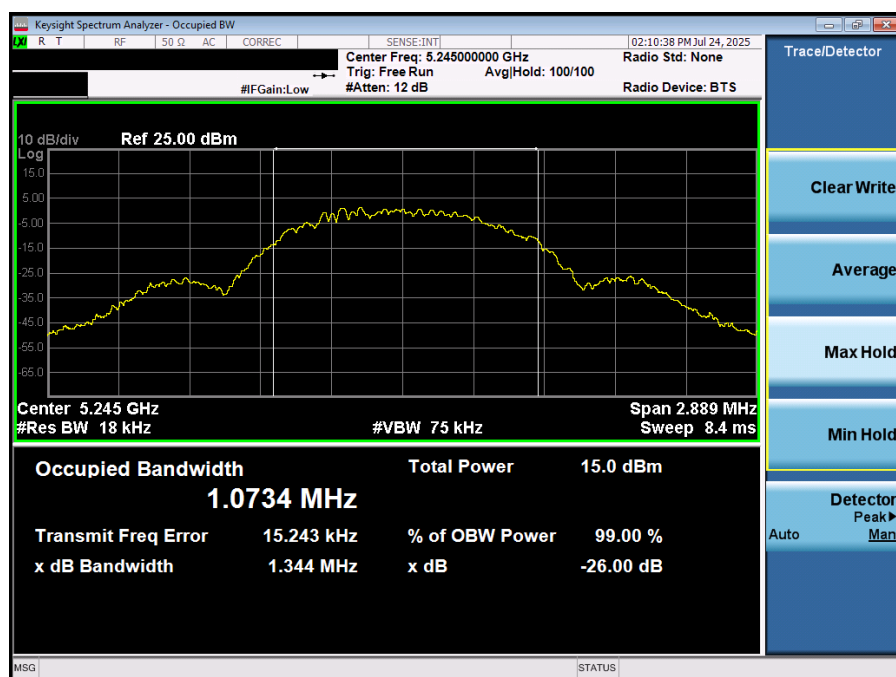 Keysight Spectrum Analyzer - Occupied BW
LXI R T RF 50 Ω AC CORREC SENSE:INT 02:10:38 PM Jul 24, 2025
Center Freq: 5.245000000 GHz Radio Std: None
Trig: Free Run Avg|Hold: 100/100
#IFGain:Low #Atten: 12 dB Radio Device: BTS
10 dB/div Ref 25.00 dBm
Log
15.0
5.00
-5.00
-15.0
-25.0
-35.0
-45.0
-55.0
-65.0
Center 5.245 GHz Span 2.889 MHz
#Res BW 18 kHz #VBW 75 kHz Sweep 8.4 ms
Occupied Bandwidth Total Power 15.0 dBm
1.0734 MHz
Transmit Freq Error 15.243 kHz % of OBW Power 99.00 %
x dB Bandwidth 1.344 MHz x dB -26.00 dB
MSG STATUS
Trace/Detector
Clear Write
Average
Max Hold
Min Hold
Detector
Peak▶
Auto Man